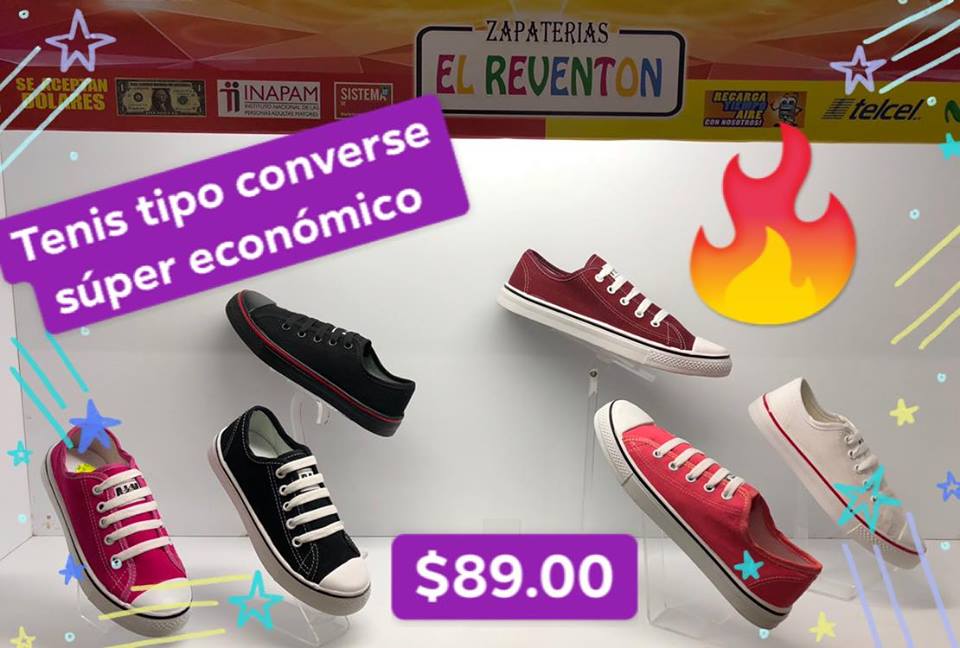 ZAPATERIAS
EL REVENTON
SE ACEPTAN
DOLARES
INAPAM
INSTITUTO NACIONAL DE LAS
PERSONAS ADULTAS MAYORES
SISTEMA
RECARGA
TIEMPO
AIRE
CON NOSOTROS!
telcel
Tenis tipo converse
súper económico
$89.00